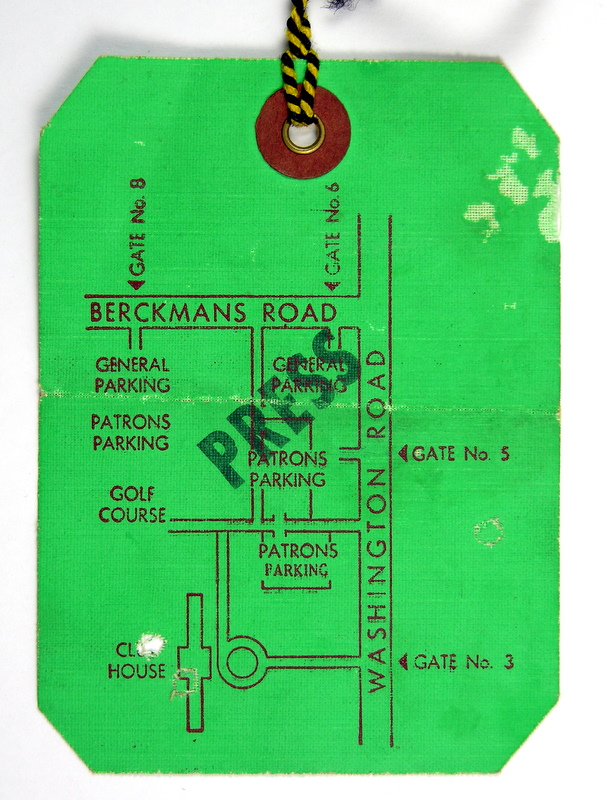 GATE No. 8
GATE No. 6
BERCKMANS ROAD
GENERAL
PARKING
GENERAL
PARKING
PRESS
PATRONS
PARKING
PATRONS
PARKING
WASHINGTON ROAD
GATE No. 5
GOLF
COURSE
PATRONS
PARKING
CLUB
HOUSE
GATE No. 3